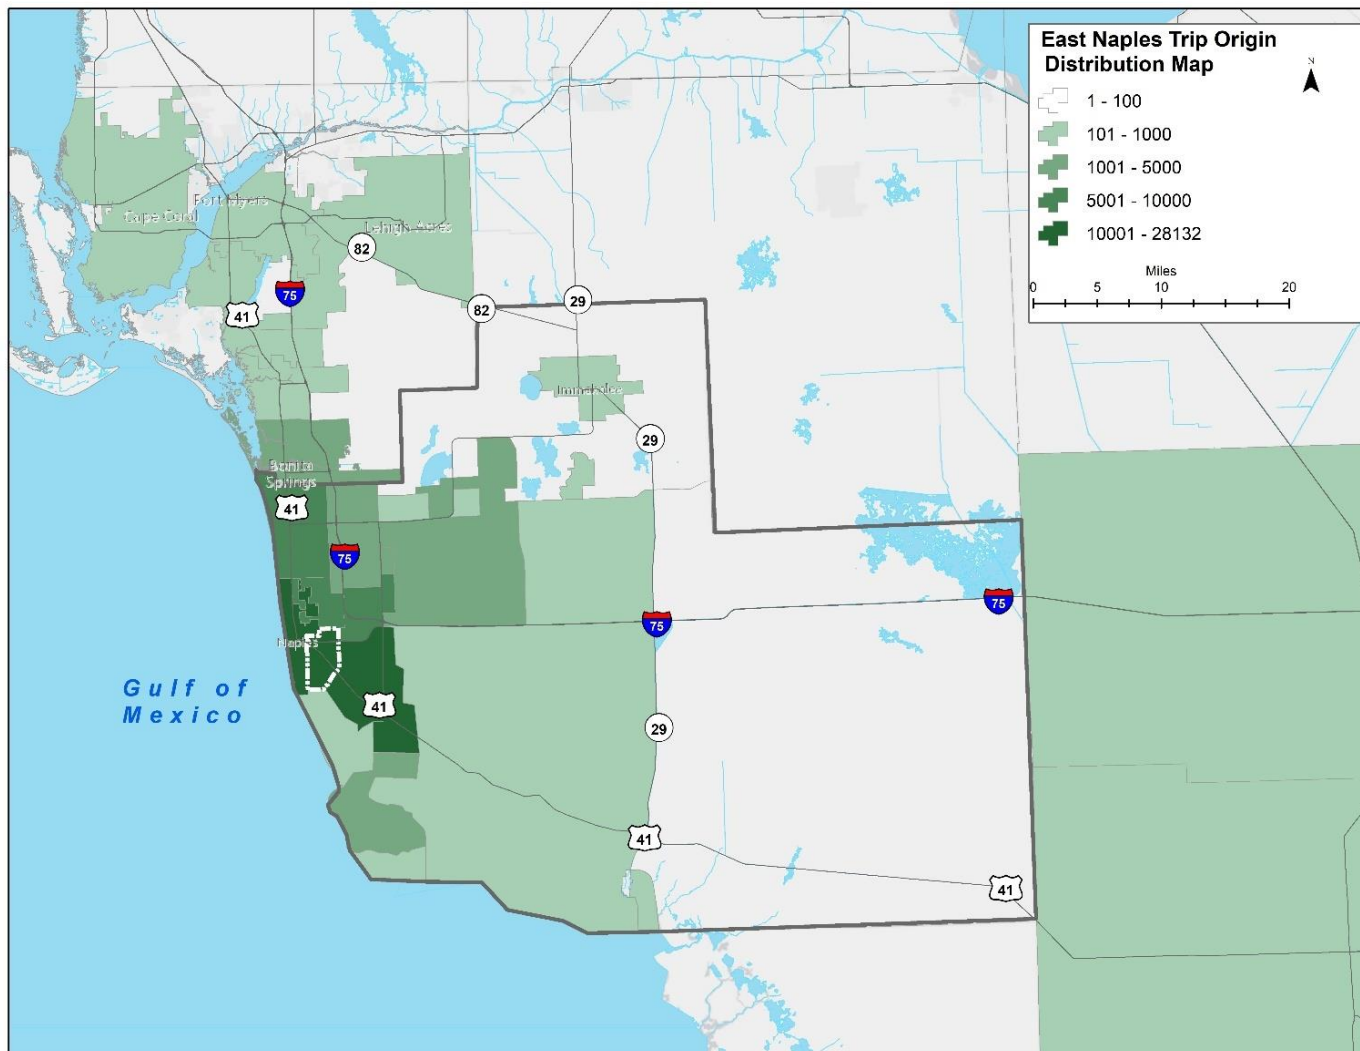 East Naples Trip Origin
Distribution Map
N
1 - 100
101 - 1000
1001 - 5000
5001 - 10000
10001 - 28132
Miles
0 5 10 20
Fort Myers
Cape Coral
Lehigh Acres
82
75
41
82
29
Immokalee
29
Bonita
Springs
41
75
75
75
Naples
Gulf of
Mexico
41
29
41
41